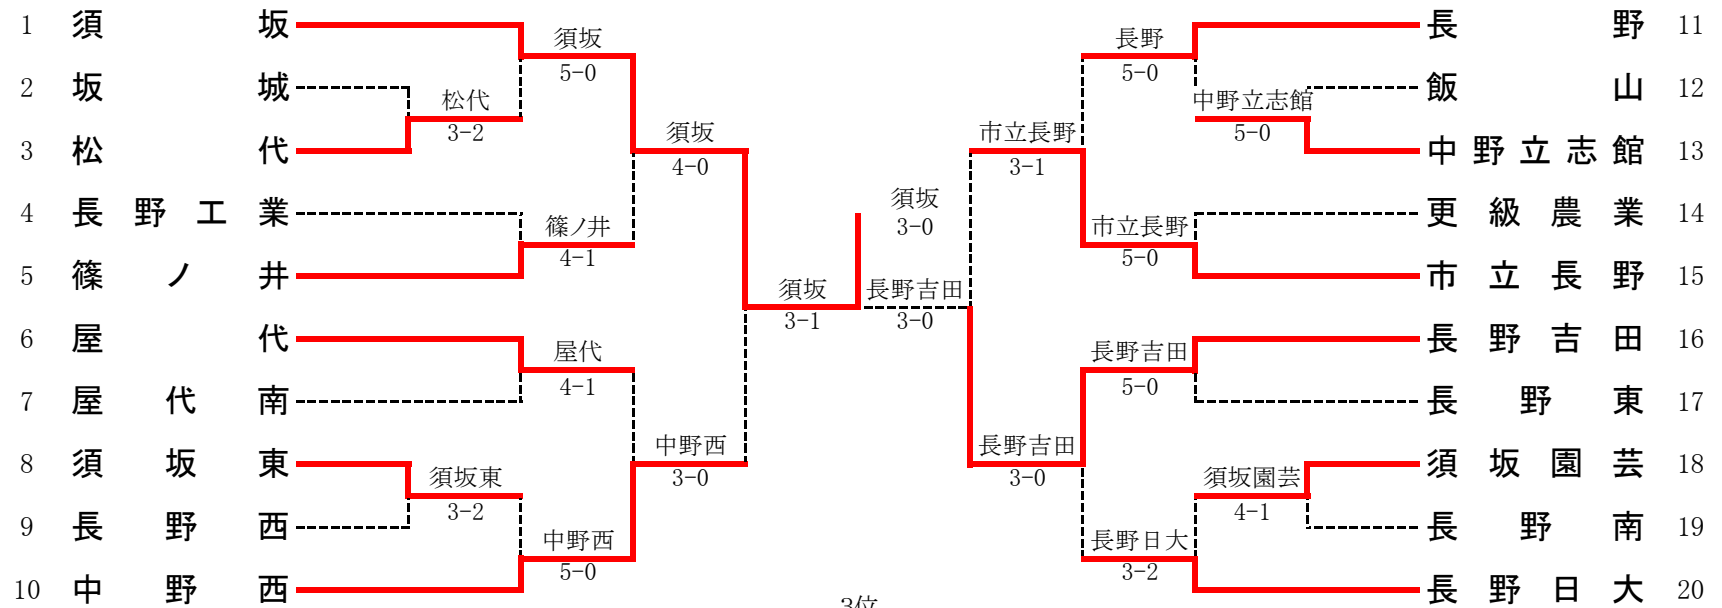 1 須坂
2 坂城
3 松代
4 長野工業
5 篠ノ井
6 屋代
7 屋代南
8 須坂東
9 長野西
10 中野西
松代
3-2
須坂東
3-2
須坂
5-0
篠ノ井
4-1
屋代
4-1
中野西
5-0
須坂
4-0
中野西
3-0
須坂
3-1
須坂
3-0
長野吉田
3-0
市立長野
3-1
長野吉田
3-0
長野
5-0
市立長野
5-0
長野吉田
5-0
長野日大
3-2
中野立志館
5-0
須坂園芸
4-1
長野 11
飯山 12
中野立志館 13
更級農業 14
市立長野 15
長野吉田 16
長野東 17
須坂園芸 18
長野南 19
長野日大 20
3位